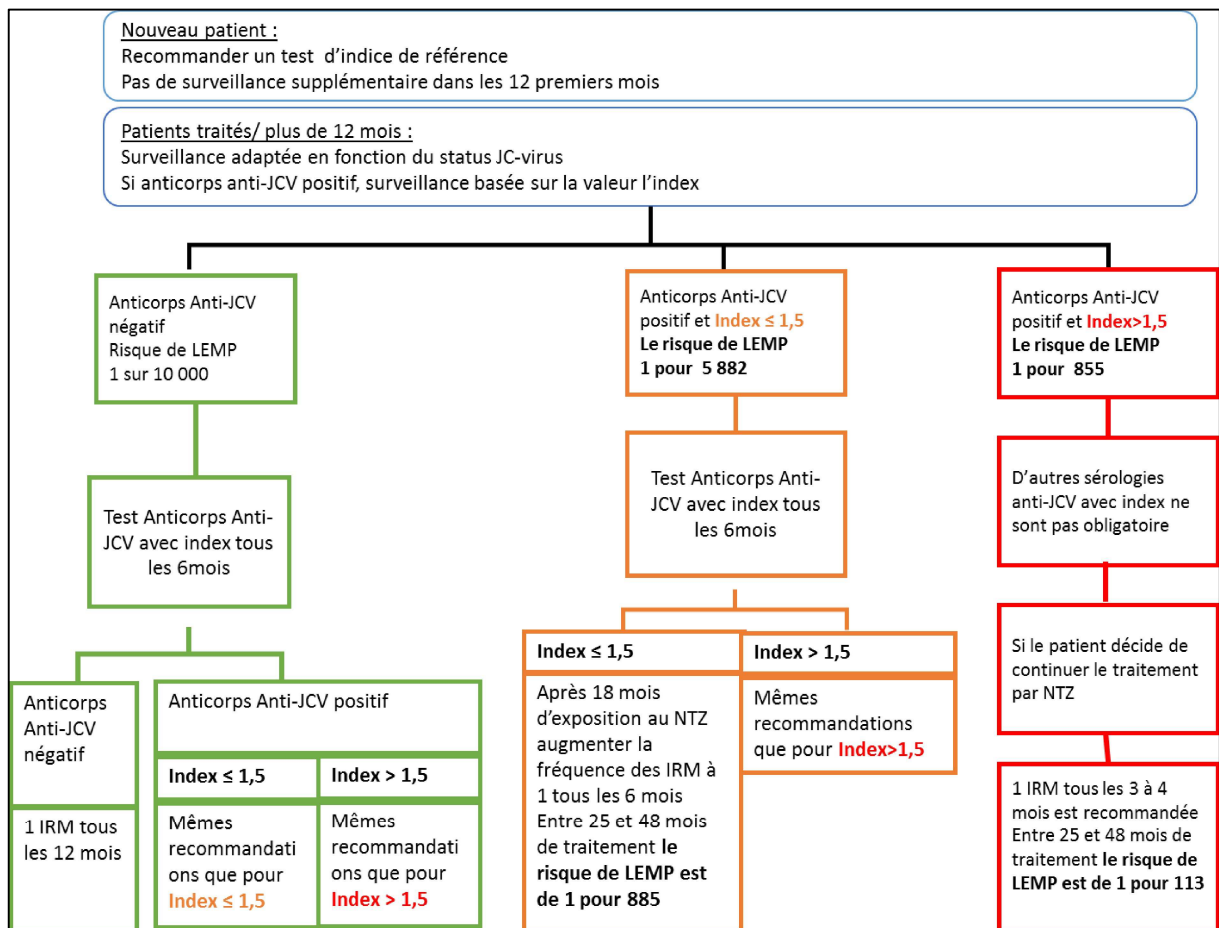 Nouveau patient :
Recommander un test d'indice de référence
Pas de surveillance supplémentaire dans les 12 premiers mois
Patients traités/ plus de 12 mois :
Surveillance adaptée en fonction du status JC-virus
Si anticorps anti-JCV positif, surveillance basée sur la valeur l'index
Anticorps Anti-JCV
négatif
Risque de LEMP
1 sur 10 000
Anticorps Anti-JCV
positif et Index ≤ 1,5
Le risque de LEMP
1 pour 5 882
Anticorps Anti-JCV
positif et Index>1,5
Le risque de LEMP
1 pour 855
Test Anticorps Anti-
JCV avec index tous
les 6mois
Test Anticorps Anti-
JCV avec index tous
les 6mois
D'autres sérologies
anti-JCV avec index ne
sont pas obligatoire
Anticorps
Anti-JCV
négatif
1 IRM tous
les 12 mois
Anticorps Anti-JCV positif
Index ≤ 1,5
Mêmes
recommandati
ons que pour
Index ≤ 1,5
Index > 1,5
Mêmes
recommandati
ons que pour
Index > 1,5
Index ≤ 1,5
Après 18 mois
d'exposition au NTZ
augmenter la
fréquence des IRM à
1 tous les 6 mois
Entre 25 et 48 mois
de traitement le
risque de LEMP est
de 1 pour 885
Index > 1,5
Mêmes
recommandations
que pour Index>1,5
Si le patient décide de
continuer le traitement
par NTZ
1 IRM tous les 3 à 4
mois est recommandée
Entre 25 et 48 mois de
traitement le risque de
LEMP est de 1 pour 113